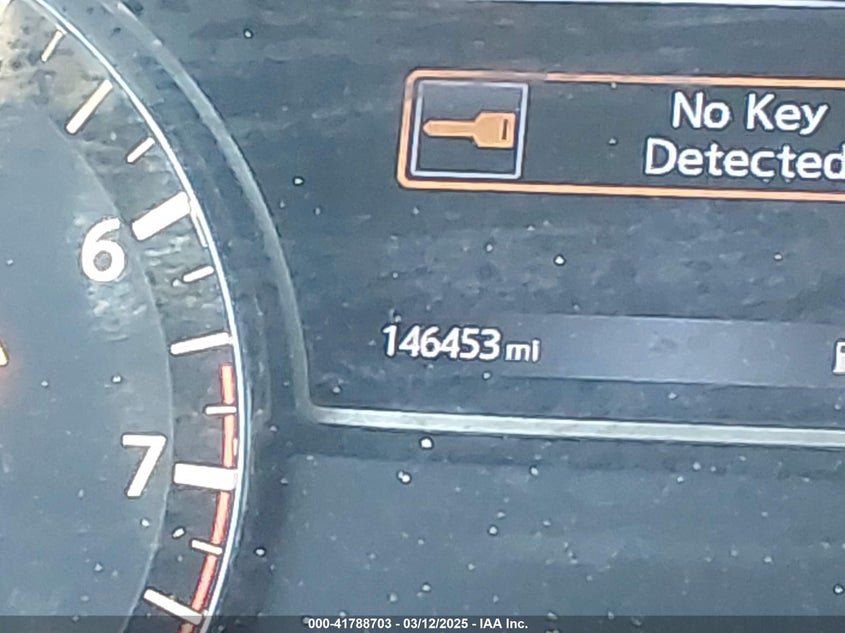 No Key
Detected
6
146453 mi
7
000-41788703 - 03/12/2025 - IAA Inc.